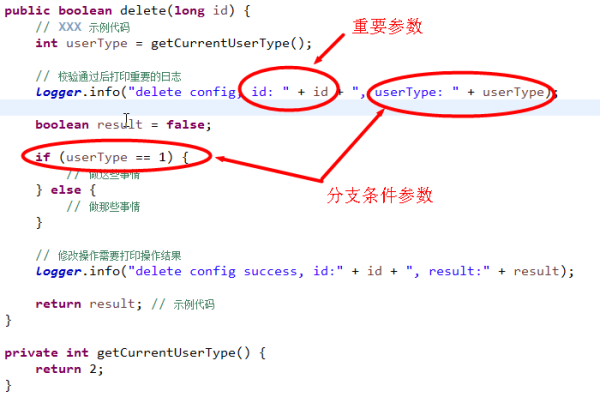 public boolean delete(long id) {
// XXX 示例代码
int userType = getCurrentUserType();
重要参数
// 校验通过后打印重要的日志
logger.info("delete config, id: " + id + ", userType: " + userType);
boolean result = false;
if (userType == 1) {
// 做这些事情
} else {
分支条件参数
// 做那些事情
}
// 修改操作需要打印操作结果
logger.info("delete config success, id:" + id + ", result:" + result);
return result; // 示例代码
}
private int getCurrentUserType() {
return 2;
}